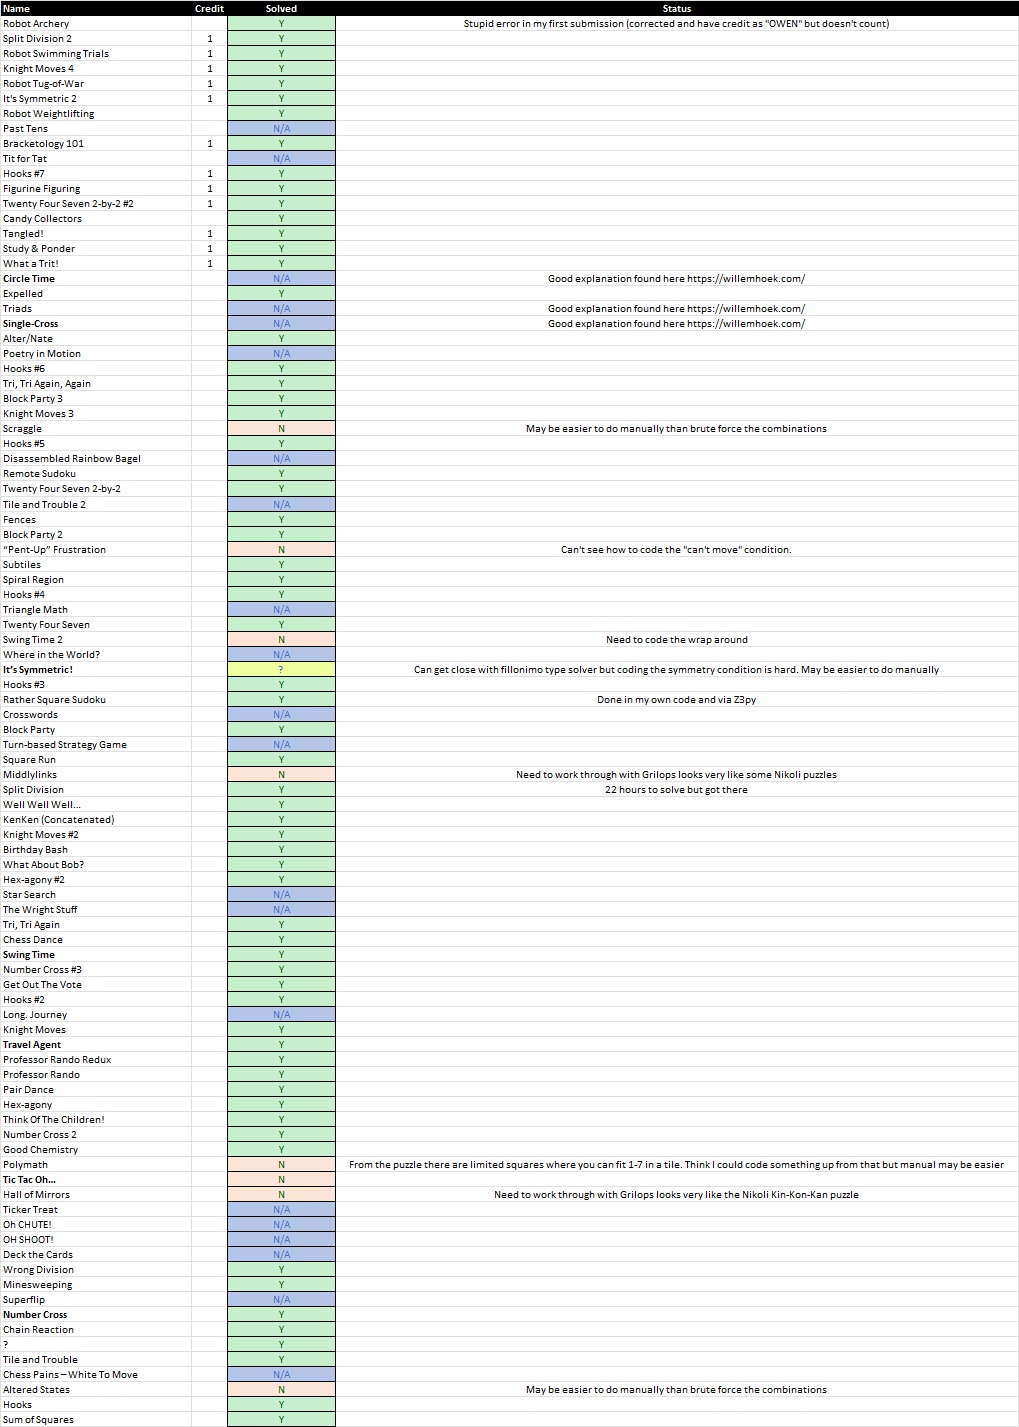 Name Credit Solved Status
Robot Archery Y Stupid error in my first submission (corrected and have credit as "OWEN" but doesn't count)
Split Division 2 1 Y
Robot Swimming Trials 1 Y
Knight Moves 4 1 Y
Robot Tug-of-War 1 Y
It's Symmetric 2 1 Y
Robot Weightlifting Y
Past Tens N/A
Bracketology 101 1 Y
Tit for Tat N/A
Hooks #7 1 Y
Figurine Figuring 1 Y
Twenty Four Seven 2-by-2 #2 1 Y
Candy Collectors Y
Tangled! 1 Y
Study & Ponder 1 Y
What a Trit! 1 Y
Circle Time N/A Good explanation found here https://willemhoek.com/
Expelled Y
Triads N/A Good explanation found here https://willemhoek.com/
Single-Cross N/A Good explanation found here https://willemhoek.com/
Alter/Nate Y
Poetry in Motion N/A
Hooks #6 Y
Tri, Tri Again, Again Y
Block Party 3 Y
Knight Moves 3 Y
Scraggle N May be easier to do manually than brute force the combinations
Hooks #5 Y
Disassembled Rainbow Bagel N/A
Remote Sudoku Y
Twenty Four Seven 2-by-2 Y
Tile and Trouble 2 N/A
Fences Y
Block Party 2 Y
“Pent-Up” Frustration N Can't see how to code the "can't move" condition.
Subtiles Y
Spiral Region Y
Hooks #4 Y
Triangle Math N/A
Twenty Four Seven Y
Swing Time 2 N Need to code the wrap around
Where in the World? N/A
It’s Symmetric! ? Can get close with fillonimo type solver but coding the symmetry condition is hard. May be easier to do manually
Hooks #3 Y
Rather Square Sudoku Y Done in my own code and via Z3py
Crosswords N/A
Block Party Y
Turn-based Strategy Game N/A
Square Run Y
Middlylinks N Need to work through with Grilops looks very like some Nikoli puzzles
Split Division Y 22 hours to solve but got there
Well Well Well... Y
KenKen (Concatenated) Y
Knight Moves #2 Y
Birthday Bash Y
What About Bob? Y
Hex-agony #2 Y
Star Search N/A
The Wright Stuff N/A
Tri, Tri Again Y
Chess Dance Y
Swing Time Y
Number Cross #3 Y
Get Out The Vote Y
Hooks #2 Y
Long. Journey N/A
Knight Moves Y
Travel Agent Y
Professor Rando Redux Y
Professor Rando Y
Pair Dance Y
Hex-agony Y
Think Of The Children! Y
Number Cross 2 Y
Good Chemistry Y
Polymath N From the puzzle there are limited squares where you can fit 1-7 in a tile. Think I could code something up from that but manual may be easier
Tic Tac Oh... N
Hall of Mirrors N Need to work through with Grilops looks very like the Nikoli Kin-Kon-Kan puzzle
Ticker Treat N/A
Oh CHUTE! N/A
OH SHOOT! N/A
Deck the Cards N/A
Wrong Division Y
Minesweeping Y
Superflip N/A
Number Cross Y
Chain Reaction Y
? Y
Tile and Trouble Y
Chess Pains – White To Move N/A
Altered States N May be easier to do manually than brute force the combinations
Hooks Y
Sum of Squares Y